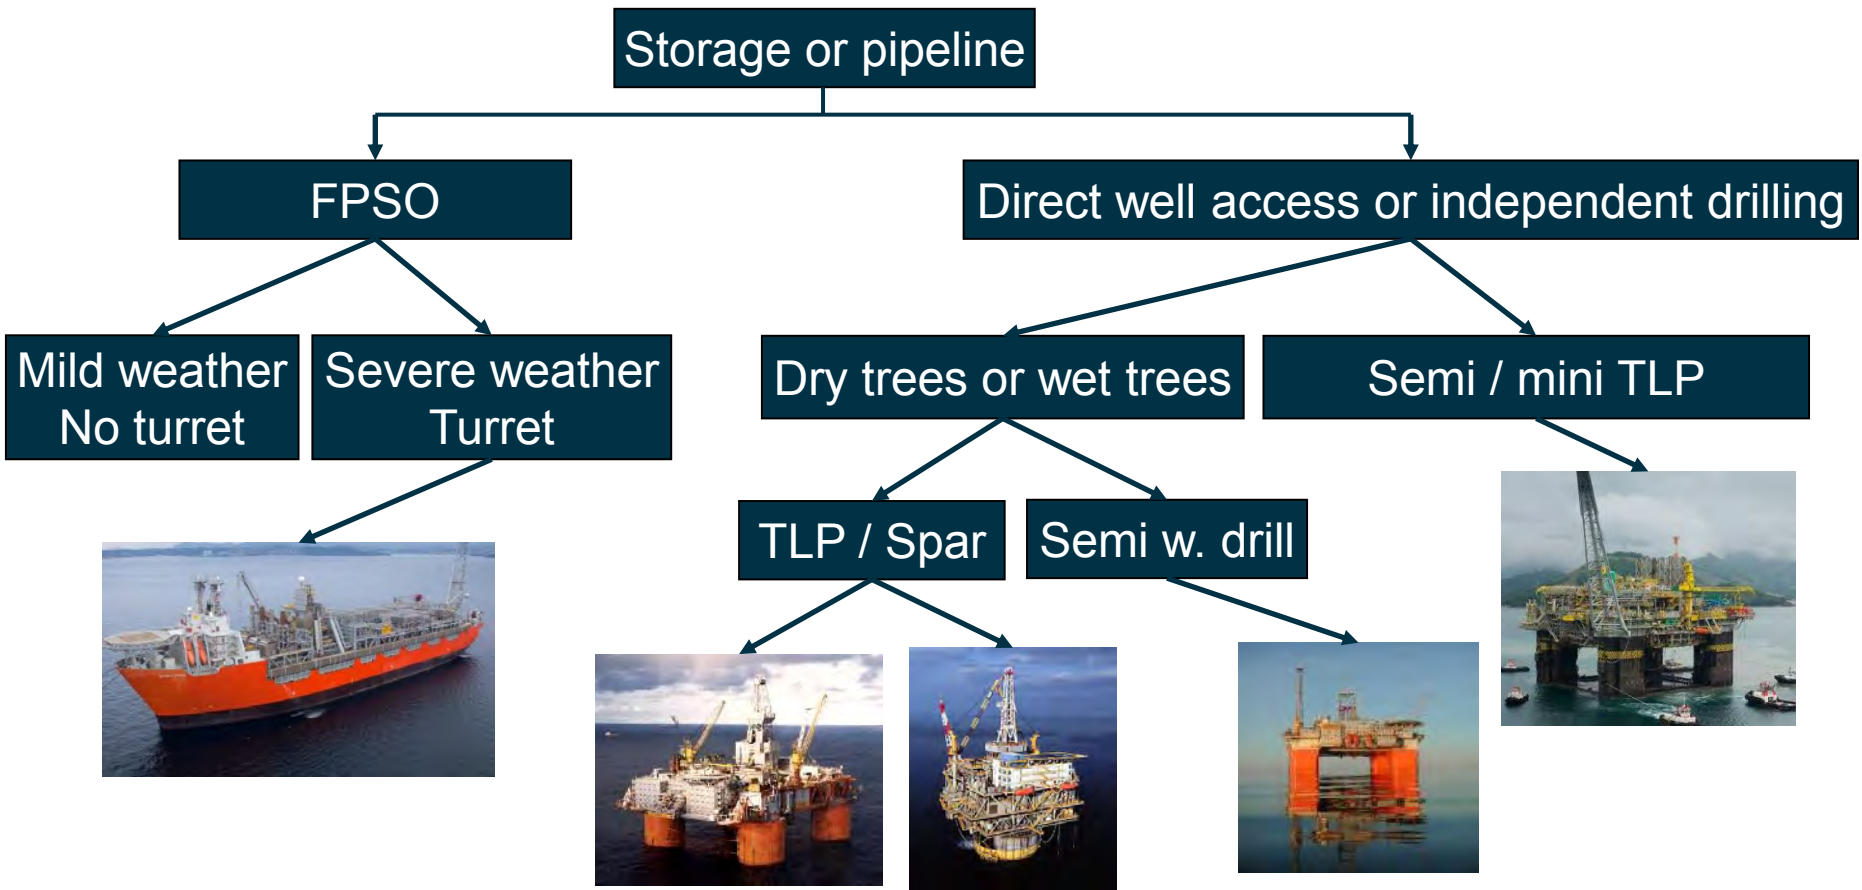 Storage or pipeline
FPSO
Direct well access or independent drilling
Mild weather
No turret
Severe weather
Turret
Dry trees or wet trees
Semi / mini TLP
TLP / Spar
Semi w. drill